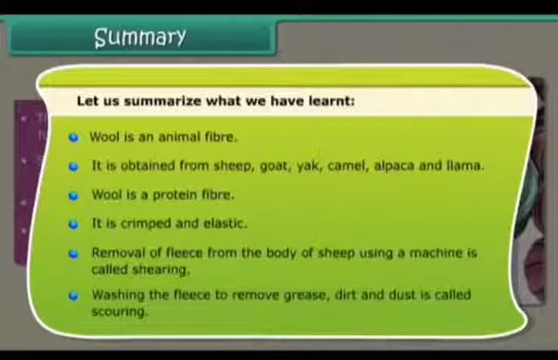 Summary
Let us summarize what we have learnt:
Wool is an animal fibre.
It is obtained from sheep, goat, yak, camel, alpaca and llama.
Wool is a protein fibre.
It is crimped and elastic.
Removal of fleece from the body of sheep using a machine is
called shearing.
Washing the fleece to remove grease, dirt and dust is called
scouring.